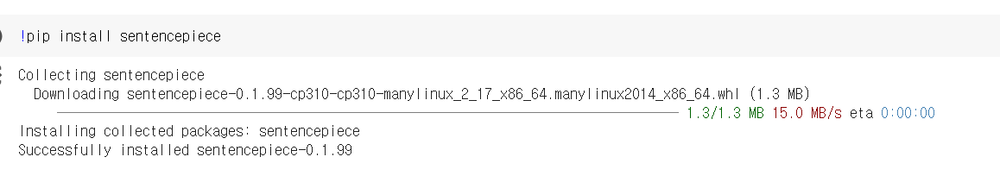 !pip install sentencepiece
Collecting sentencepiece
Downloading sentencepiece-0.1.99-cp310-cp310-manylinux_2_17_x86_64.manylinux2014_x86_64.whl (1.3 MB)
1.3/1.3 MB 15.0 MB/s eta 0:00:00
Installing collected packages: sentencepiece
Successfully installed sentencepiece-0.1.99